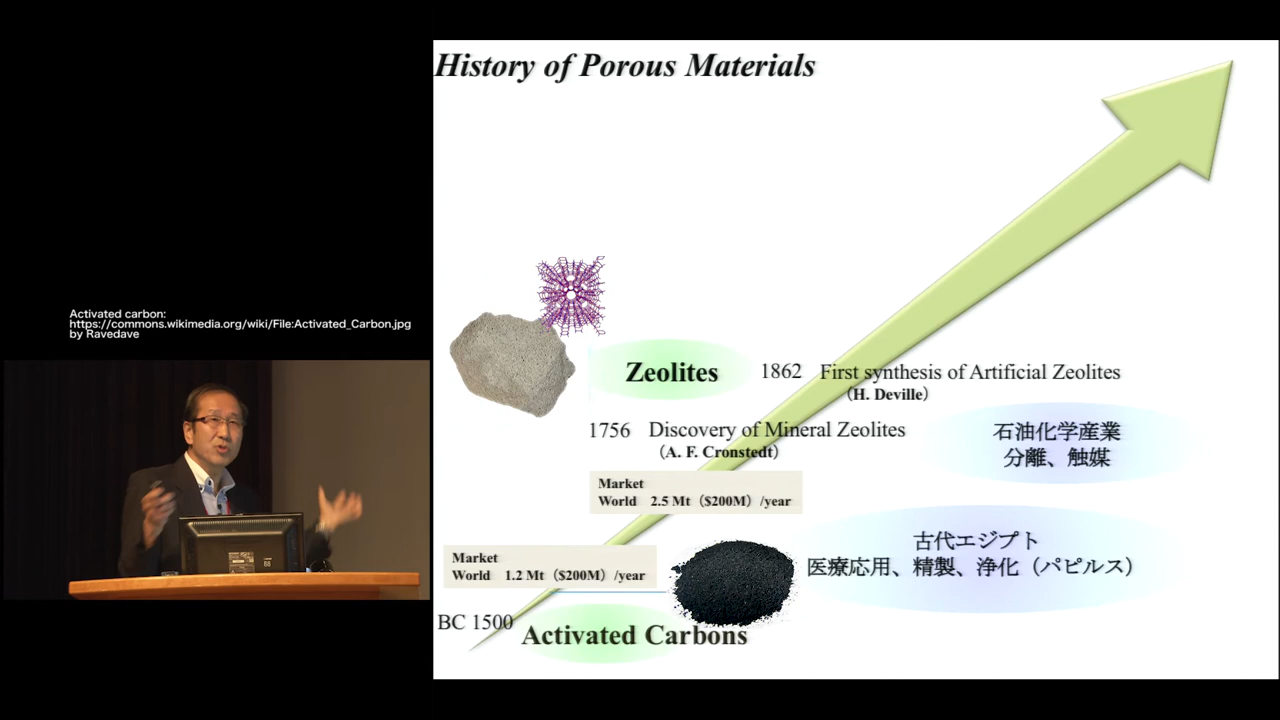 History of Porous Materials
Activated carbon:
https://commons.wikimedia.org/wiki/File:Activated_Carbon.jpg
by Ravedave
Zeolites
1862 First synthesis of Artificial Zeolites
(H. Deville)
1756 Discovery of Mineral Zeolites
(A. F. Cronstedt)
石油化学産業
分離、触媒
Market
World 2.5 Mt ($200M) /year
古代エジプト
医療応用、精製、浄化（パピルス）
Market
World 1.2 Mt ($200M) /year
BC 1500
Activated Carbons